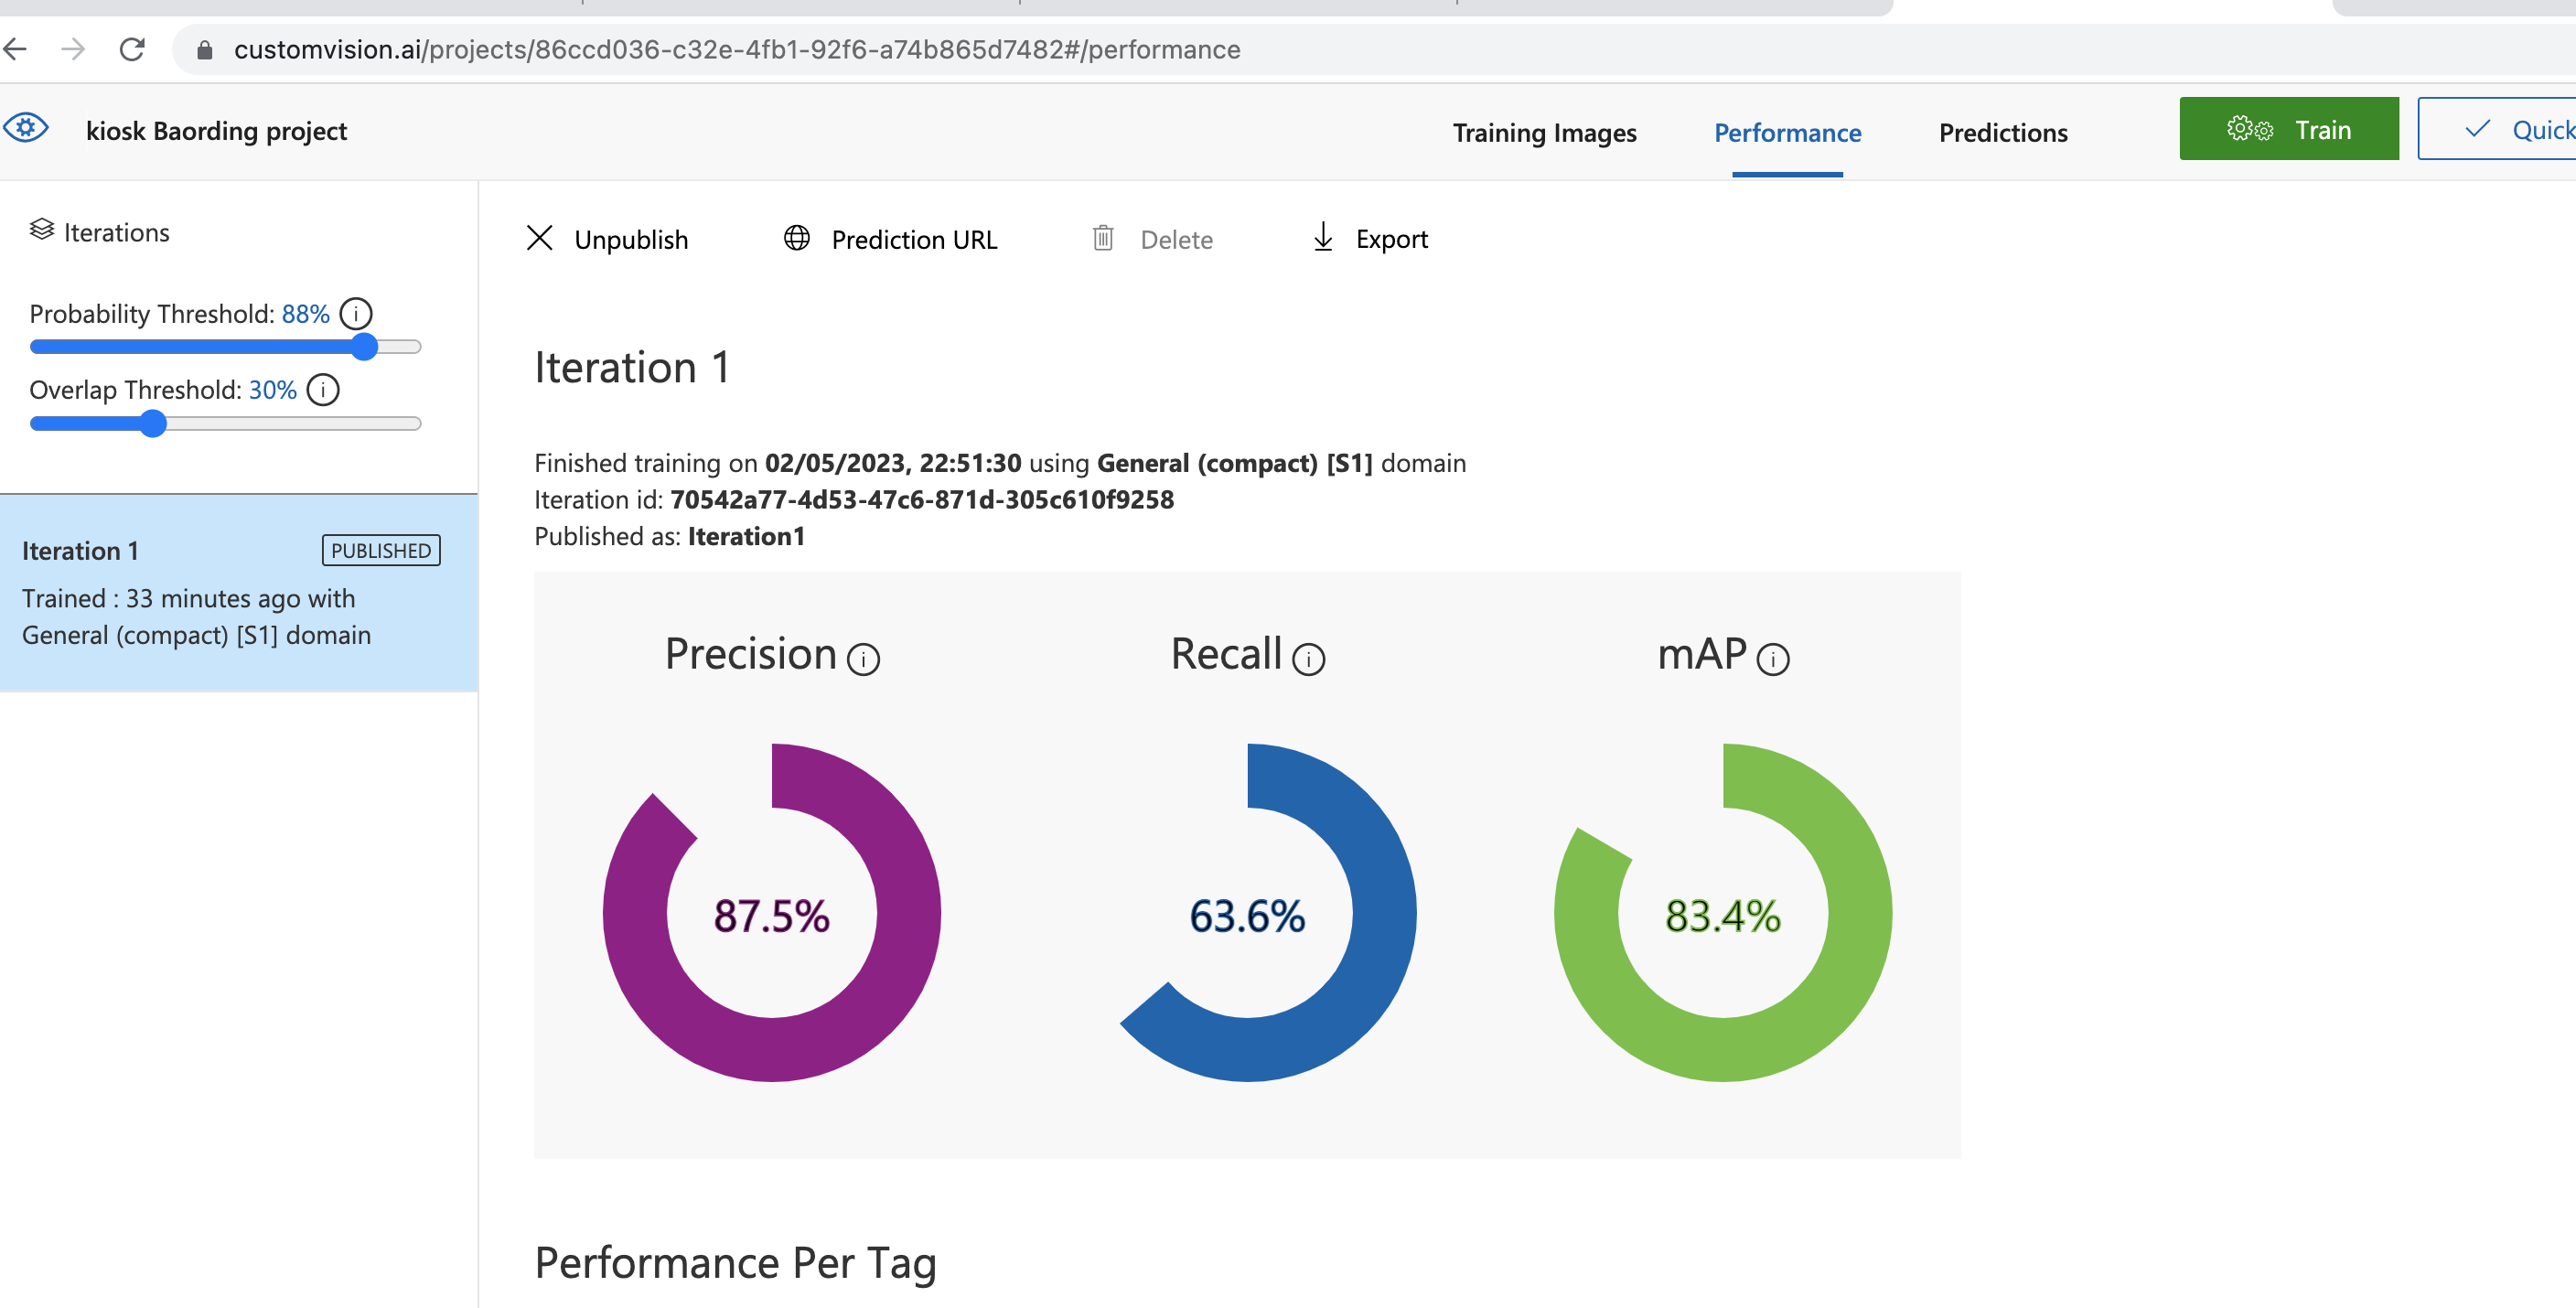 customvision.ai/projects/86ccd036-c32e-4fb1-92f6-a74b865d7482#/performance
kiosk Baording project
Training Images
Performance
Predictions
Train
Quick
Iterations
Probability Threshold: 88%
Overlap Threshold: 30%
Iteration 1
PUBLISHED
Trained : 33 minutes ago with
General (compact) [S1] domain
Unpublish
Prediction URL
Delete
Export
Iteration 1
Finished training on 02/05/2023, 22:51:30 using General (compact) [S1] domain
Iteration id: 70542a77-4d53-47c6-871d-305c610f9258
Published as: Iteration1
Precision
Recall
mAP
87.5%
63.6%
83.4%
Performance Per Tag